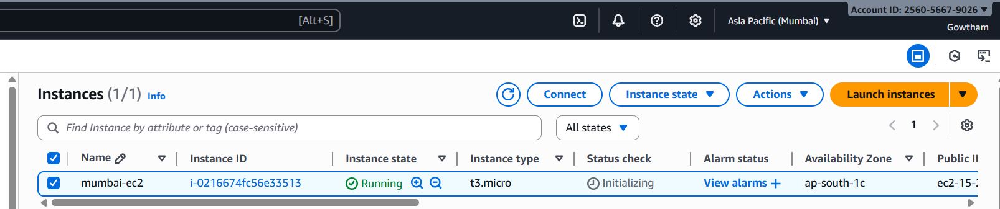 [Alt+S]
Asia Pacific (Mumbai)
Account ID: 2560-5667-9026
Gowtham
Instances (1/1) Info
Connect
Instance state
Actions
Launch instances
Find Instance by attribute or tag (case-sensitive)
All states
1
Name Instance ID Instance state Instance type Status check Alarm status Availability Zone Public
mumbai-ec2 i-0216674fc56e33513 Running t3.micro Initializing View alarms + ap-south-1c ec2-15-